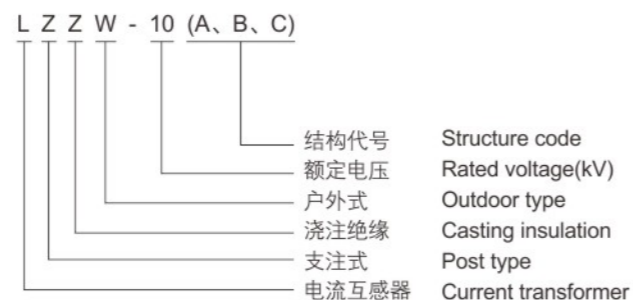 L Z Z W - 10 (A、B、C)
结构代号 Structure code
额定电压 Rated voltage(kV)
户外式 Outdoor type
浇注绝缘 Casting insulation
支注式 Post type
电流互感器 Current transformer